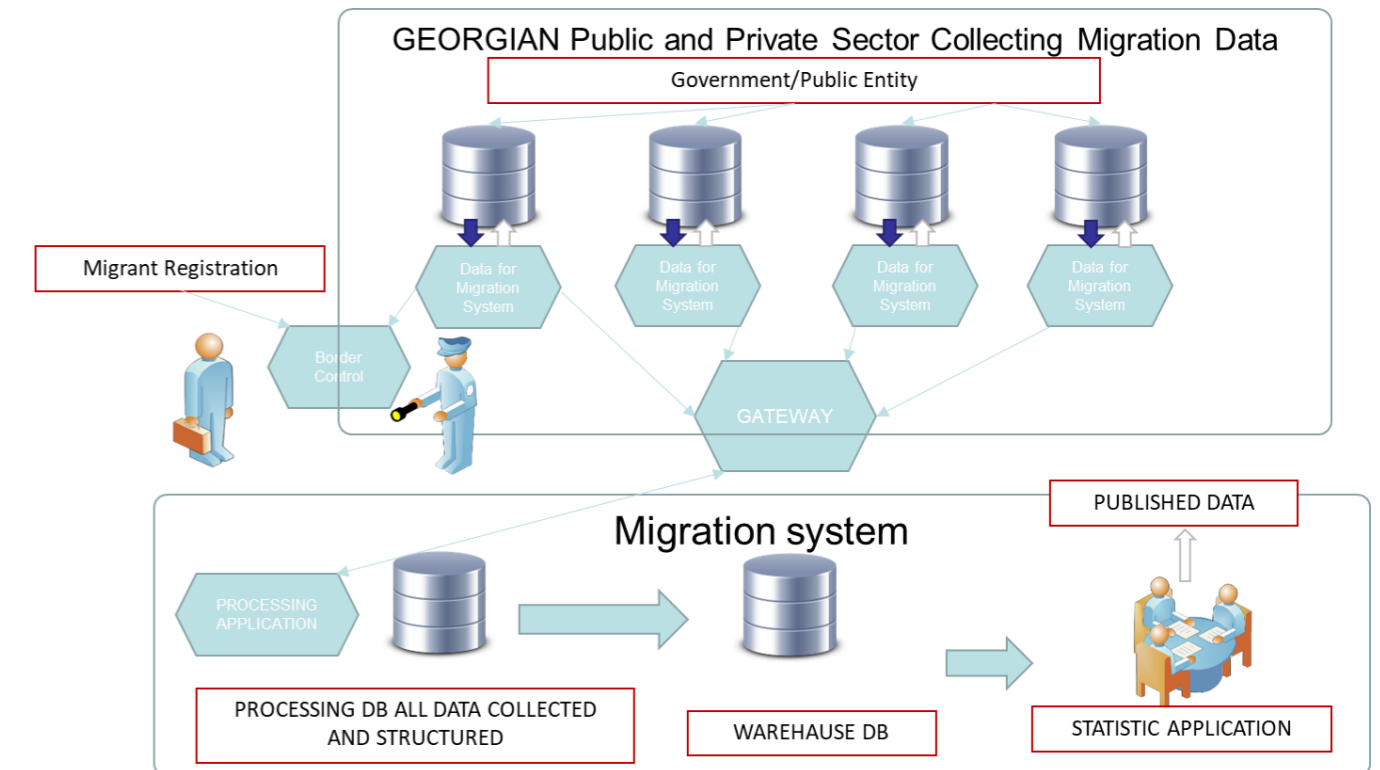 GEORGIAN Public and Private Sector Collecting Migration Data
Government/Public Entity
Migrant Registration
Data for
Migration
System
Data for
Migration
System
Data for
Migration
System
Data for
Migration
System
Border
Control
GATEWAY
PUBLISHED DATA
Migration system
PROCESSING
APPLICATION
PROCESSING DB ALL DATA COLLECTED
AND STRUCTURED
WAREHAUSE DB
STATISTIC APPLICATION